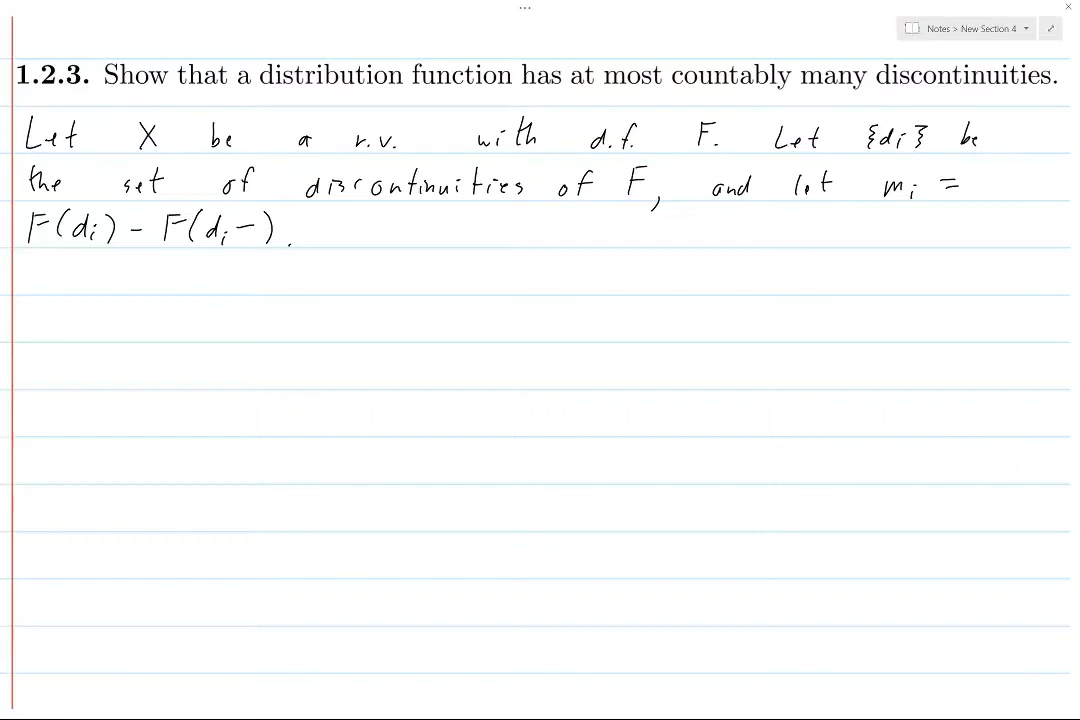 Notes > New Section 4
1.2.3. Show that a distribution function has at most countably many discontinuities.
Let X be a r.v. with d.f. F. Let {di} be
the set of discontinuities of F, and let mi =
F(di) - F(di-).